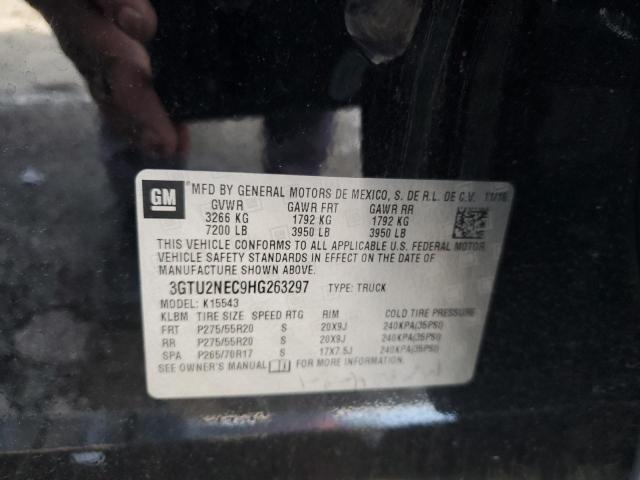 GM
MFD BY GENERAL MOTORS DE MEXICO, S. DE R.L. DE C.V. 11/16
GVWR GAWR FRT GAWR RR
3266 KG 1792 KG 1792 KG
7200 LB 3950 LB 3950 LB
THIS VEHICLE CONFORMS TO ALL APPLICABLE U.S. FEDERAL MOTOR
VEHICLE SAFETY STANDARDS IN EFFECT ON THE DATE OF
MANUFACTURE SHOWN ABOVE.
3GTU2NEC9HG263297 TYPE: TRUCK
MODEL: K15543
KLBM TIRE SIZE SPEED RTG RIM COLD TIRE PRESSURE
FRT P275/55R20 S 20X9J 240KPA(35PSI)
RR P275/55R20 S 20X9J 240KPA(35PSI)
SPA P265/70R17 S 17X7.5J 240KPA(35PSI)
SEE OWNER'S MANUAL FOR MORE INFORMATION.